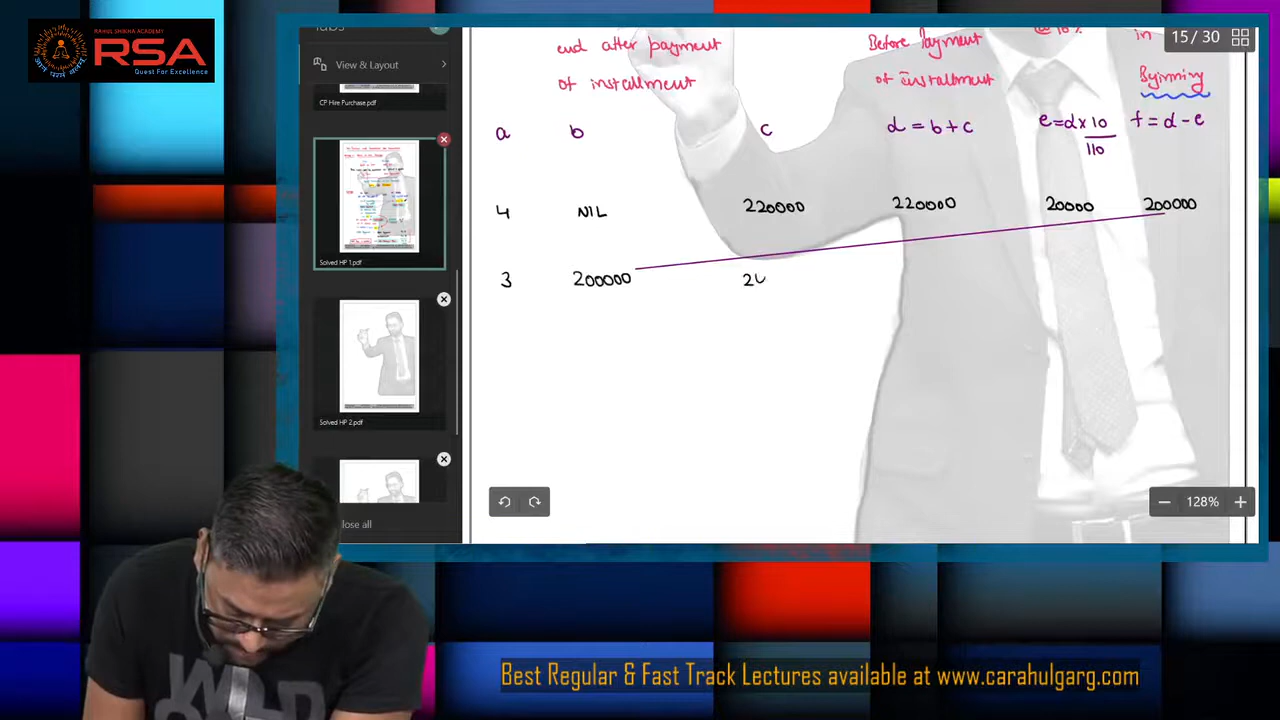 RAHUL SHIKHA ACADEMY
RSA
Quest For Excellence
View & Layout
CP Hire Purchase.pdf
Solved HP 1.pdf
Solved HP 2.pdf
lose all
15 / 30
end after payment
of installment
Before Payment
of installment
@ 10%
in
Beginning
a b c d = b + c e = d x 10 f = d - e
110
4 NIL 220000 220000 20000 200000
3 200000 2
128%
Best Regular & Fast Track Lectures available at www.carahulgarg.com